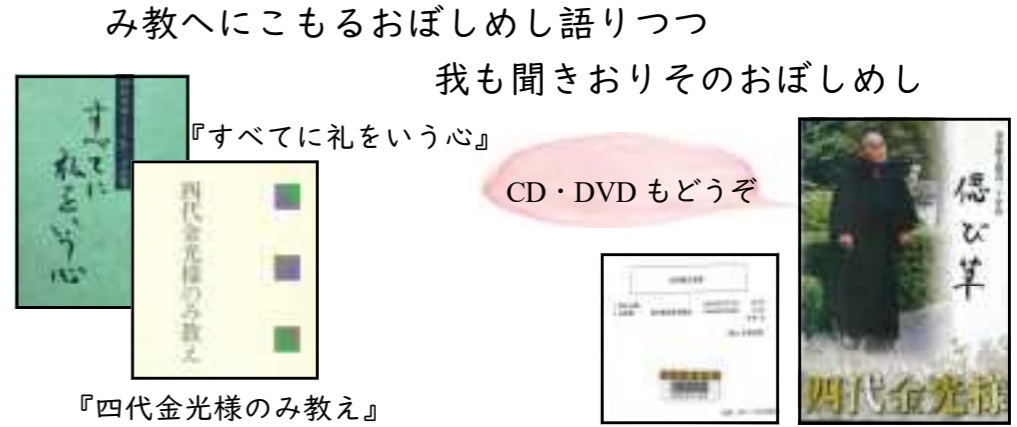 み教へにこもるおぼしめし語りつつ
我も聞きおりそのおぼしめし
すべてに
礼をいう心
『すべてに礼をいう心』
四代金光様のみ教え
『四代金光様のみ教え』
CD・DVD もどうぞ
偲び草
四代金光様